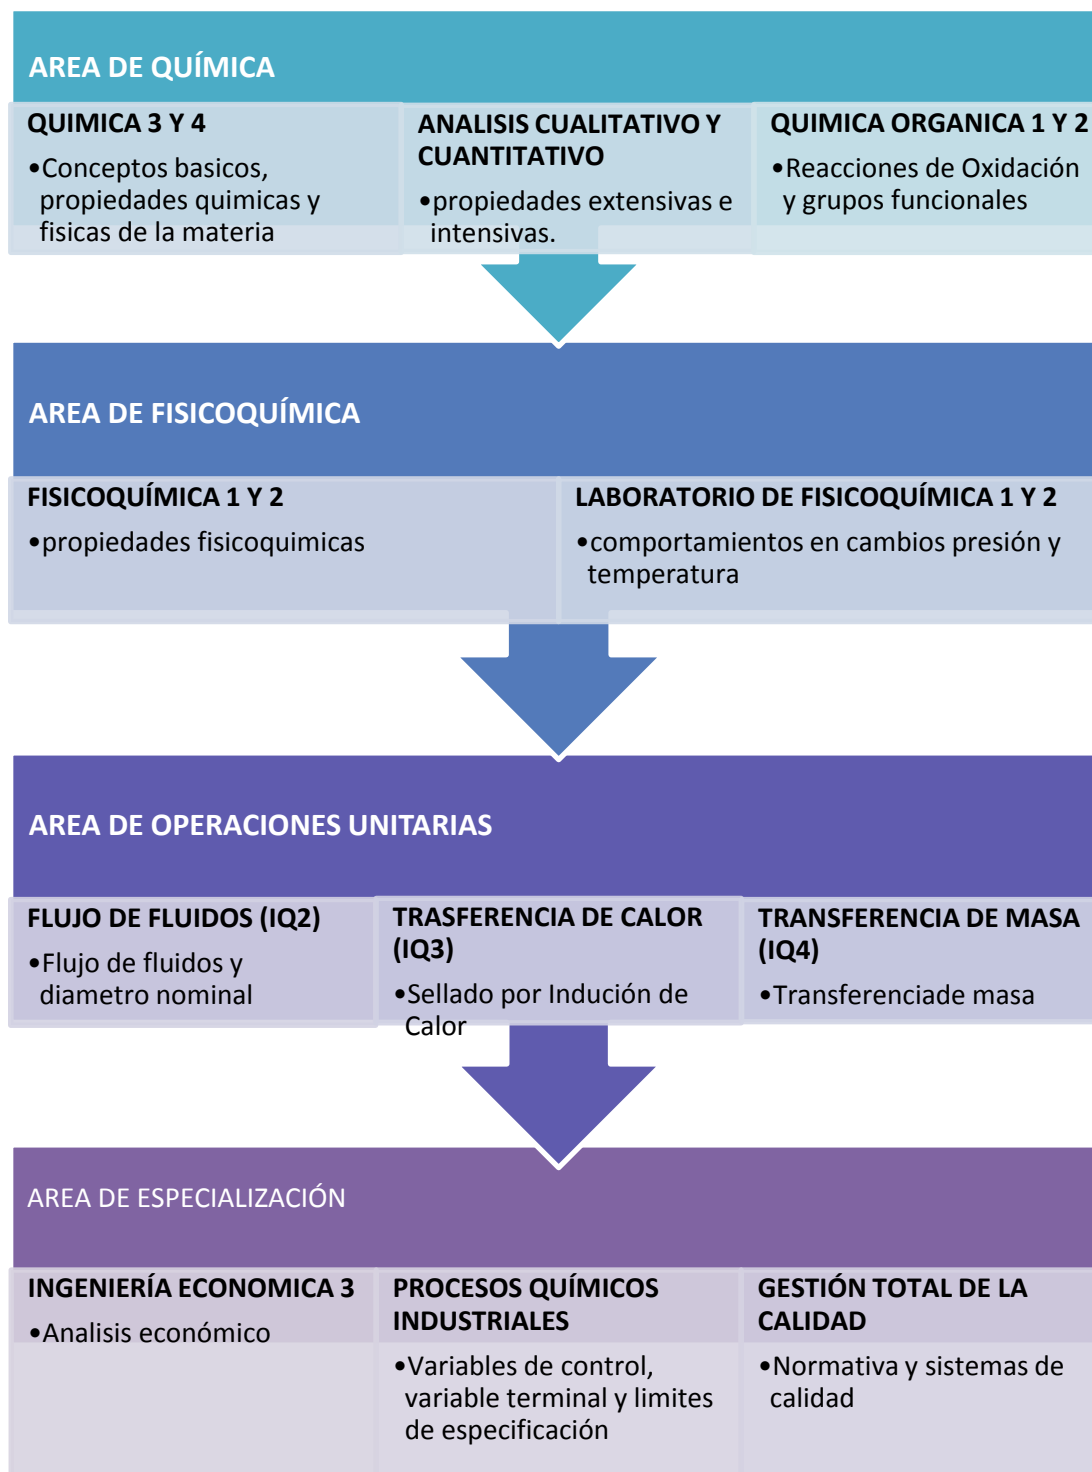 AREA DE QUÍMICA
QUIMICA 3 Y 4
•Conceptos basicos,
propiedades quimicas y
fisicas de la materia
ANALISIS CUALITATIVO Y
CUANTITATIVO
•propiedades extensivas e
intensivas.
QUIMICA ORGANICA 1 Y 2
•Reacciones de Oxidación
y grupos funcionales
AREA DE FISICOQUÍMICA
FISICOQUÍMICA 1 Y 2
•propiedades fisicoquimicas
LABORATORIO DE FISICOQUÍMICA 1 Y 2
•comportamientos en cambios presión y
temperatura
AREA DE OPERACIONES UNITARIAS
FLUJO DE FLUIDOS (IQ2)
•Flujo de fluidos y
diametro nominal
TRASFERENCIA DE CALOR
(IQ3)
•Sellado por Indución de
Calor
TRANSFERENCIA DE MASA
(IQ4)
•Transferenciade masa
AREA DE ESPECIALIZACIÓN
INGENIERÍA ECONOMICA 3
•Analisis económico
PROCESOS QUÍMICOS
INDUSTRIALES
•Variables de control,
variable terminal y limites
de especificación
GESTIÓN TOTAL DE LA
CALIDAD
•Normativa y sistemas de
calidad